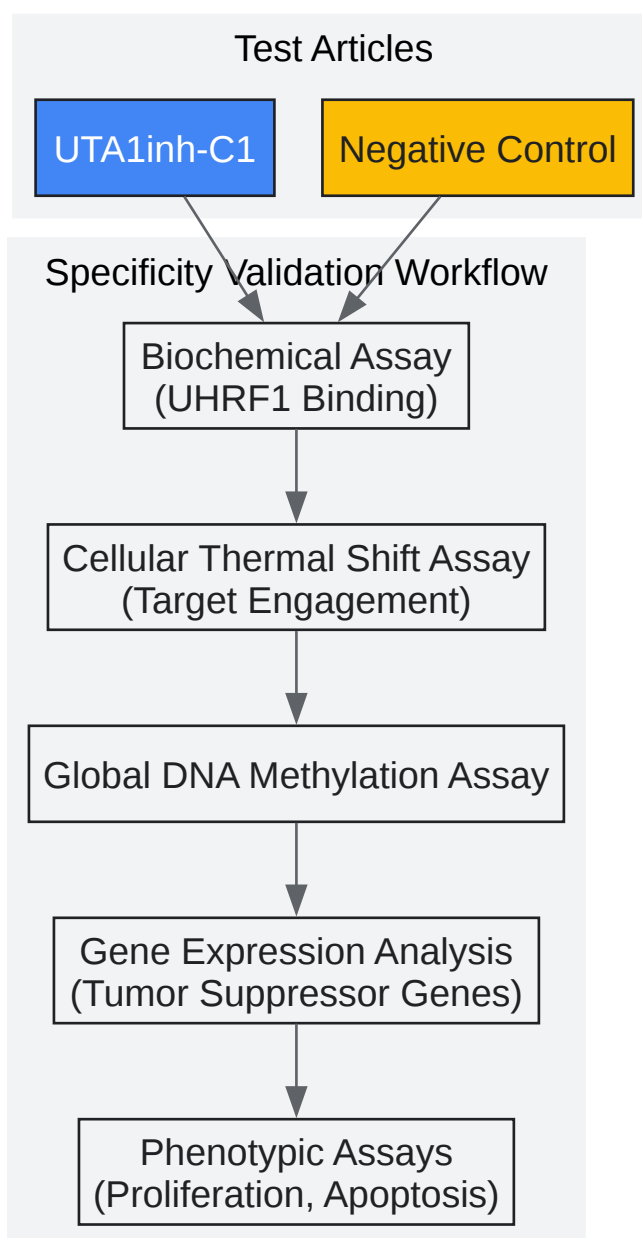 Test Articles
UTA1inh-C1
Negative Control
Specificity Validation Workflow
Biochemical Assay
(UHRF1 Binding)
Cellular Thermal Shift Assay
(Target Engagement)
Global DNA Methylation Assay
Gene Expression Analysis
(Tumor Suppressor Genes)
Phenotypic Assays
(Proliferation, Apoptosis)